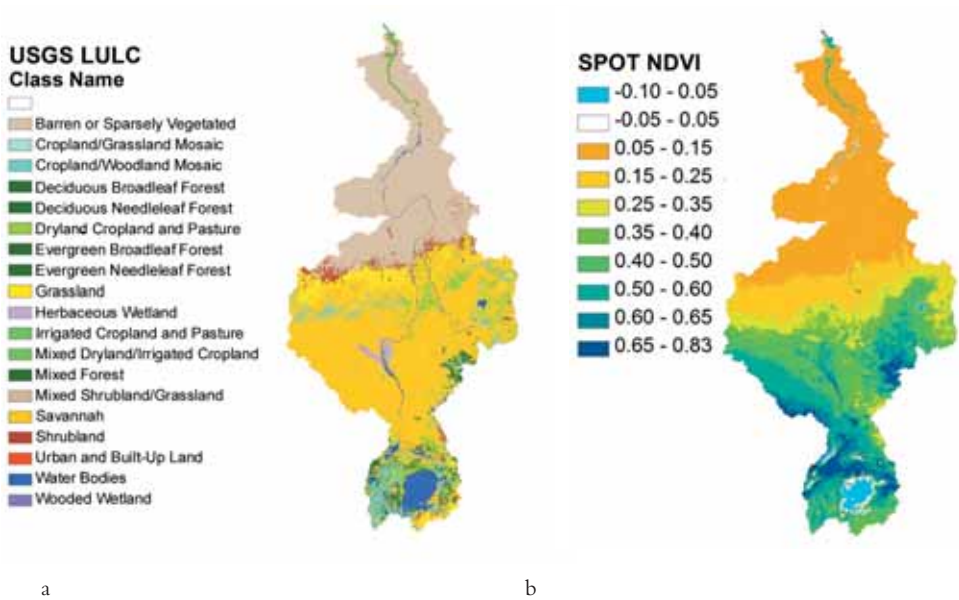 USGS LULC
Class Name
Barren or Sparsely Vegetated
Cropland/Grassland Mosaic
Cropland/Woodland Mosaic
Deciduous Broadleaf Forest
Deciduous Needleleaf Forest
Dryland Cropland and Pasture
Evergreen Broadleaf Forest
Evergreen Needleleaf Forest
Grassland
Herbaceous Wetland
Irrigated Cropland and Pasture
Mixed Dryland/Irrigated Cropland
Mixed Forest
Mixed Shrubland/Grassland
Savannah
Shrubland
Urban and Built-Up Land
Water Bodies
Wooded Wetland
SPOT NDVI
-0.10 - 0.05
-0.05 - 0.05
0.05 - 0.15
0.15 - 0.25
0.25 - 0.35
0.35 - 0.40
0.40 - 0.50
0.50 - 0.60
0.60 - 0.65
0.65 - 0.83
a
b